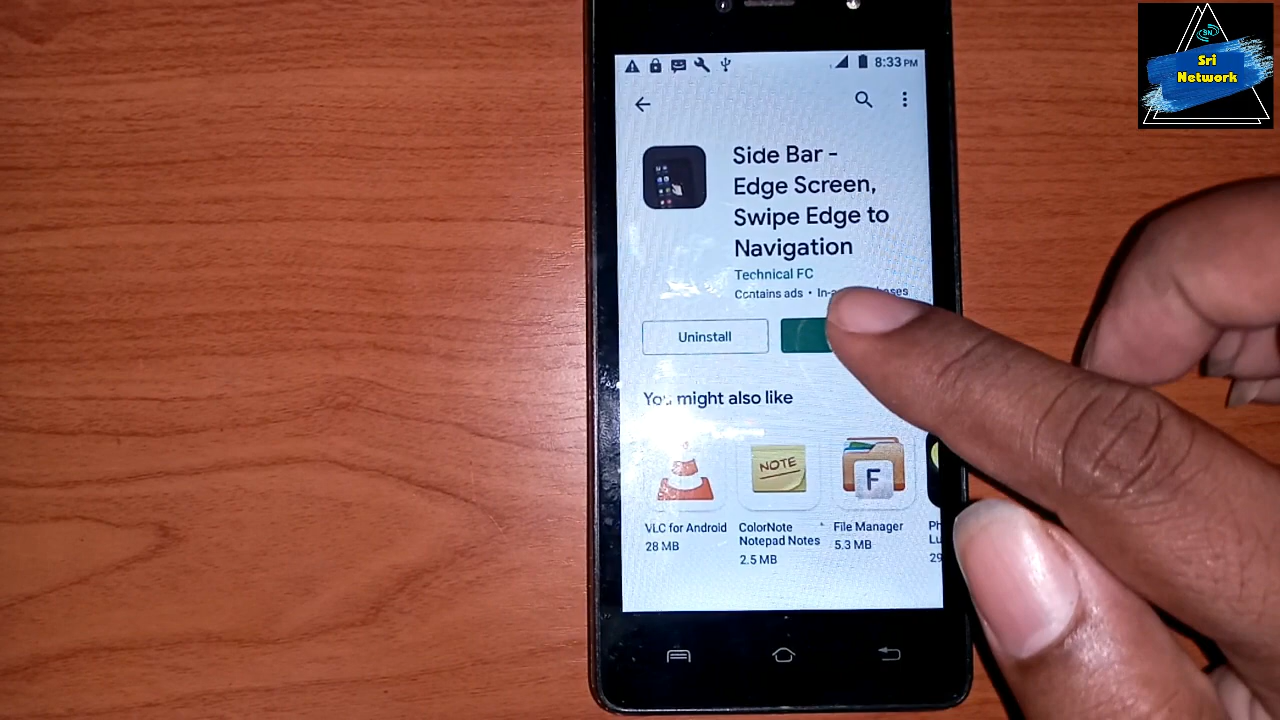 Sri
Network
8:33 PM
Side Bar -
Edge Screen,
Swipe Edge to
Navigation
Technical FC
Contains ads •
Uninstall
You might also like
NOTE
F
VLC for Android
28 MB
ColorNote
Notepad Notes
2.5 MB
File Manager
5.3 MB